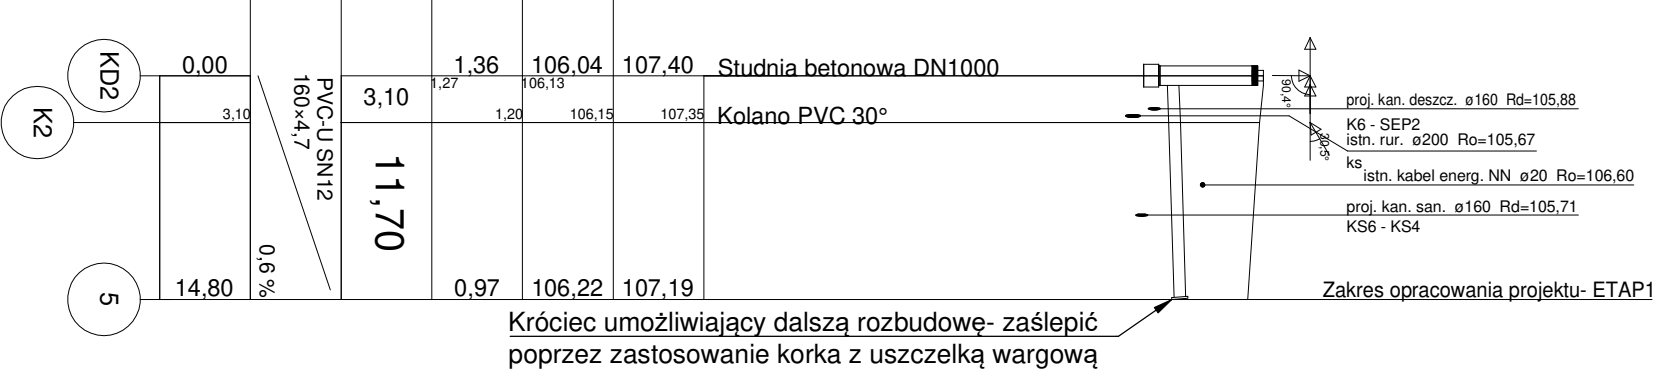 KD2
0,00
1,36
106,04
107,40
Studnia betonowa DN1000
1,27
106,13
3,10
PVC-U SN12
160×4,7
K2
3,10
1,20
106,15
107,35
Kolano PVC 30°
11,70
90,4°
30,5°
proj. kan. deszcz. ø160 Rd=105,88
K6 - SEP2
istn. rur. ø200 Ro=105,67
ks
istn. kabel energ. NN ø20 Ro=106,60
proj. kan. san. ø160 Rd=105,71
KS6 - KS4
5
14,80
0,6 %
0,97
106,22
107,19
Zakres opracowania projektu- ETAP1
Króciec umożliwiający dalszą rozbudowę- zaślepić
poprzez zastosowanie korka z uszczelką wargową